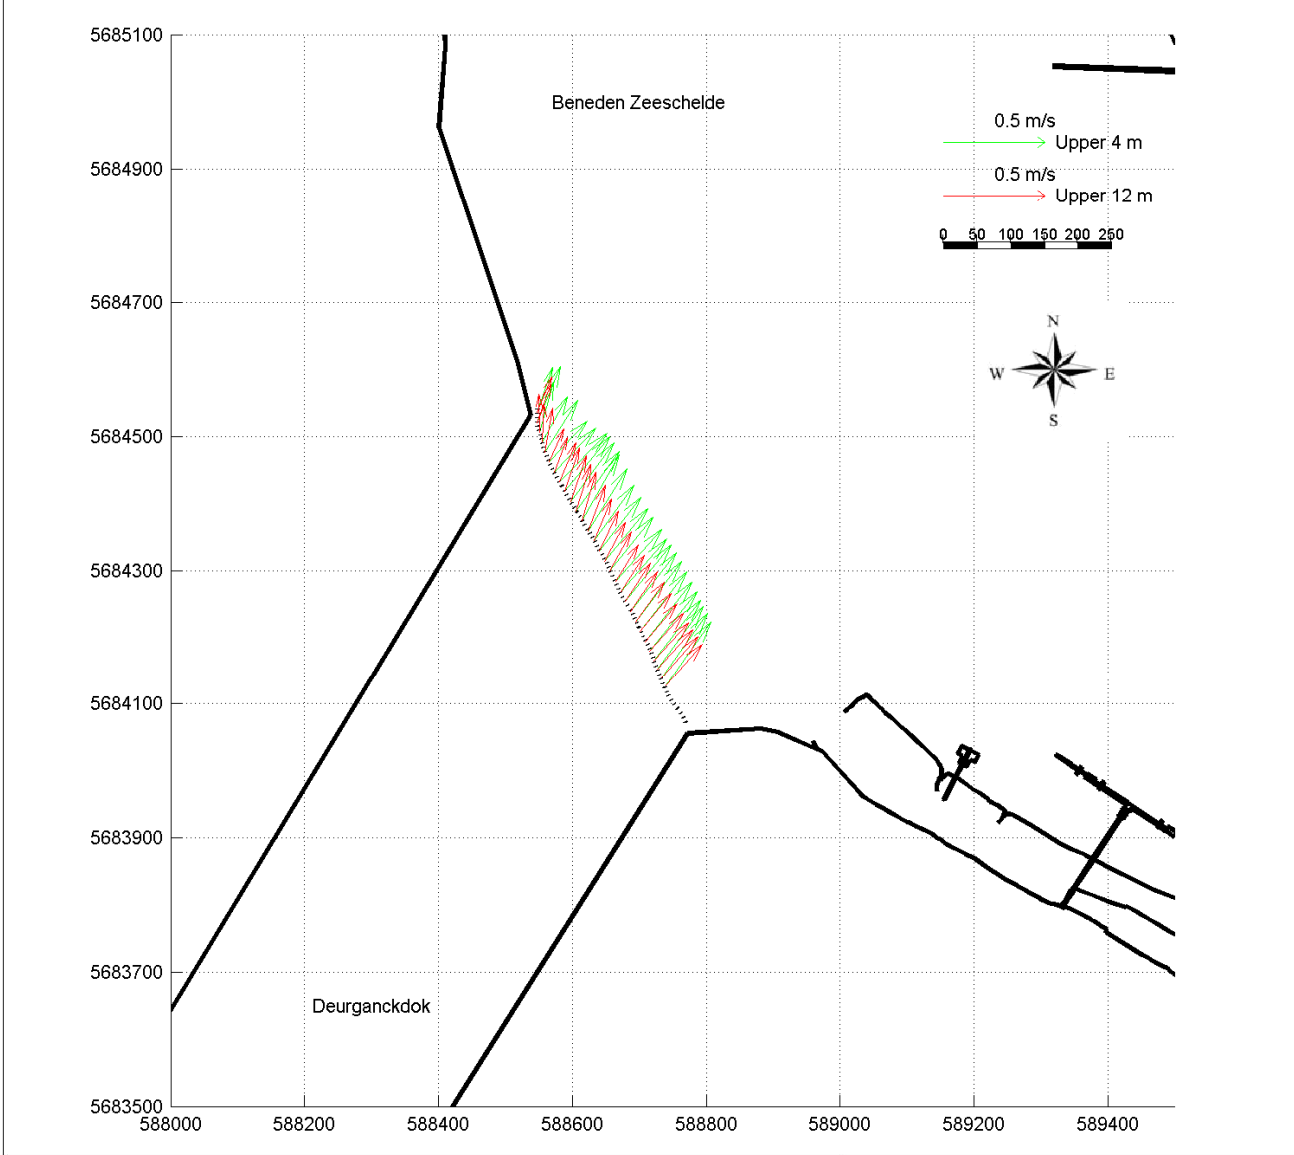 5685100
Beneden Zeeschelde
0.5 m/s
Upper 4 m
5684900
0.5 m/s
Upper 12 m
0 50 100 150 200 250
5684700
N
W E
S
5684500
5684300
5684100
5683900
5683700
Deurganckdok
5683500
588000 588200 588400 588600 588800 589000 589200 589400